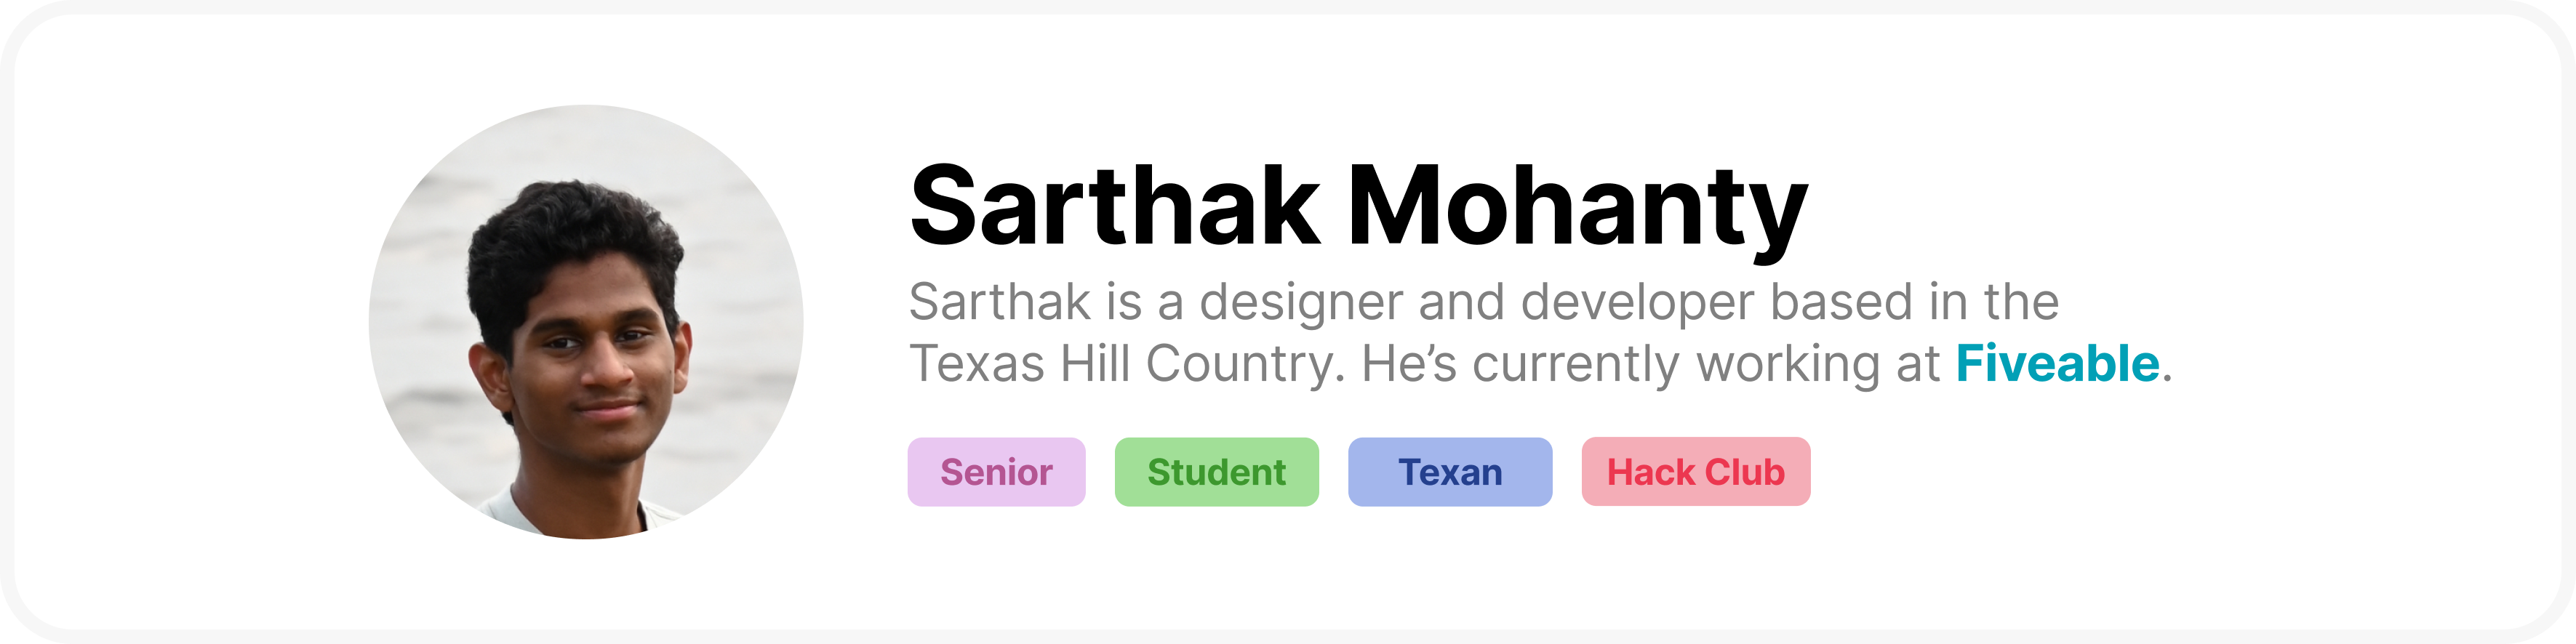 Sarthak Mohanty
Sarthak is a designer and developer based in the
Texas Hill Country. He’s currently working at Fiveable.
Senior Student Texan Hack Club